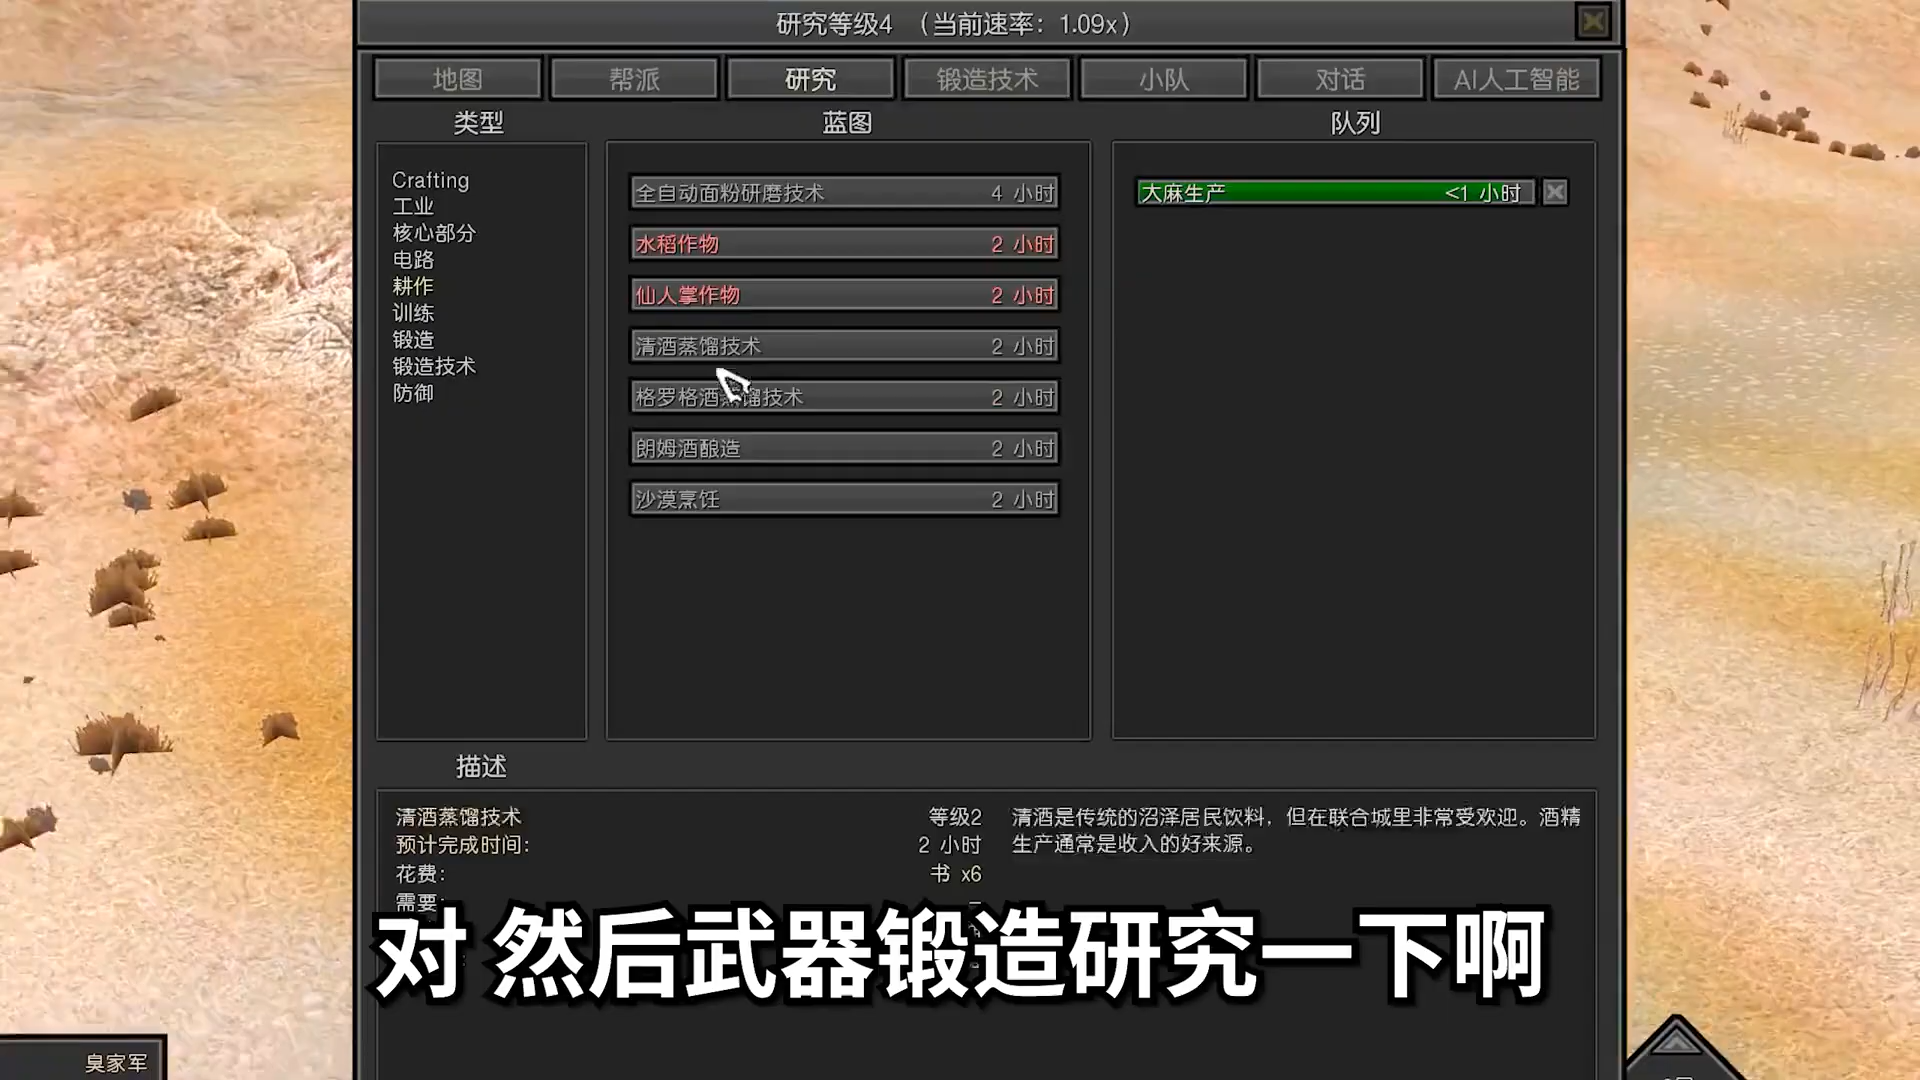 研究等级4 （当前速率：1.09x）
地图
帮派
研究
锻造技术
小队
对话
AI人工智能
类型
蓝图
队列
Crafting
工业
核心部分
电路
耕作
训练
锻造
锻造技术
防御
全自动面粉研磨技术 4 小时
水稻作物 2 小时
仙人掌作物 2 小时
清酒蒸馏技术 2 小时
格罗格酒蒸馏技术 2 小时
朗姆酒酿造 2 小时
沙漠烹饪 2 小时
大麻生产 <1 小时
描述
清酒蒸馏技术 等级2
预计完成时间: 2 小时
花费: 书 x6
需要:
清酒是传统的沼泽居民饮料，但在联合城里非常受欢迎。酒精
生产通常是收入的好来源。
对 然后武器锻造研究一下啊
臭家军